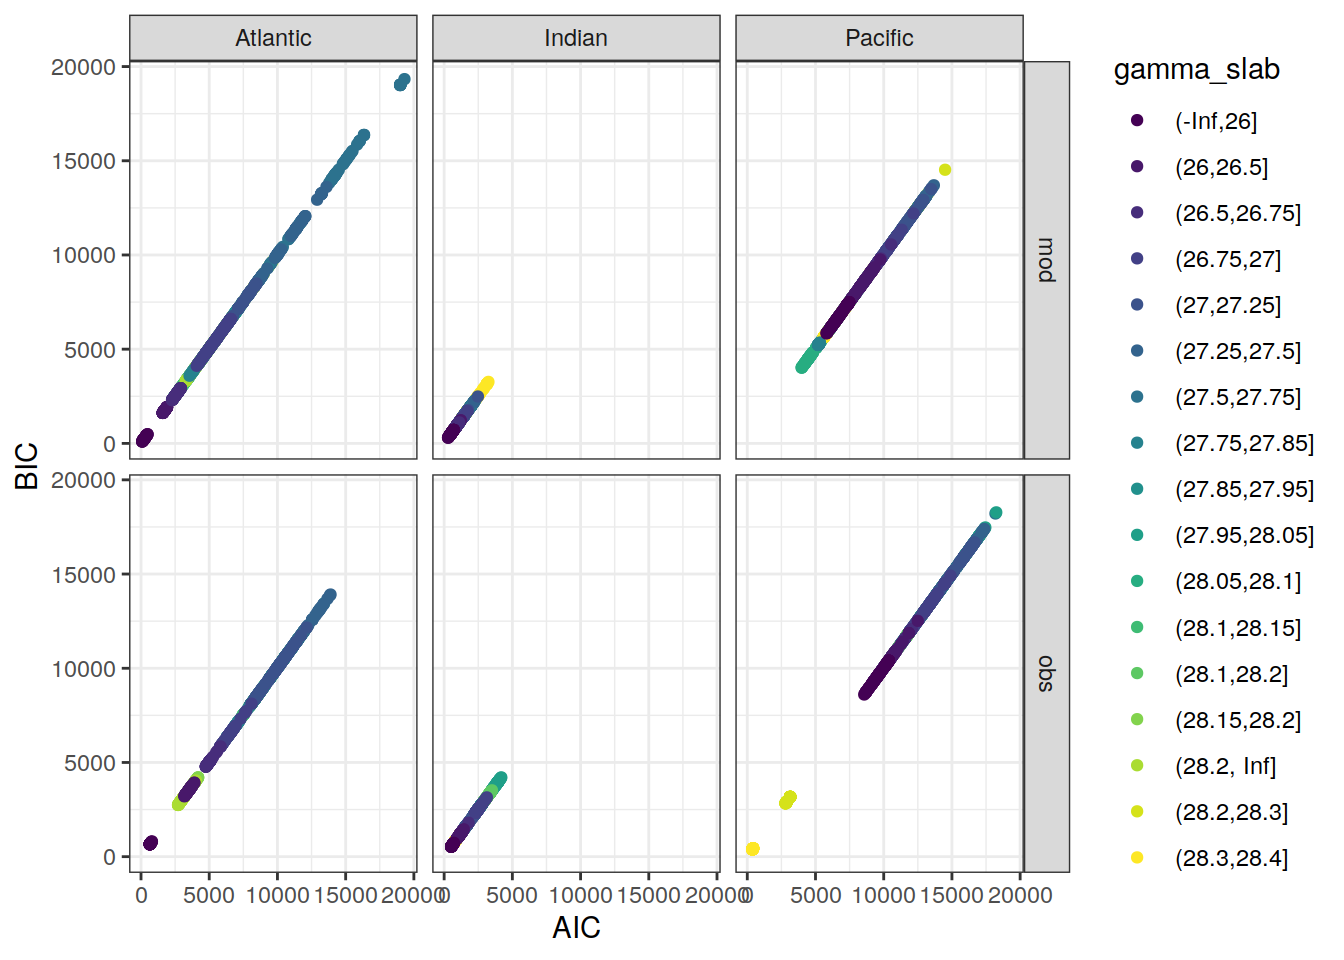 Atlantic Indian Pacific
gamma_slab
20000
15000
10000
5000
0
mod
20000
15000
10000
5000
0
obs
BIC
0 5000 10000 15000 20000 0 5000 10000 15000 20000 0 5000 10000 15000 20000
AIC
(-Inf,26]
(26,26.5]
(26.5,26.75]
(26.75,27]
(27,27.25]
(27.25,27.5]
(27.5,27.75]
(27.75,27.85]
(27.85,27.95]
(27.95,28.05]
(28.05,28.1]
(28.1,28.15]
(28.1,28.2]
(28.15,28.2]
(28.2, Inf]
(28.2,28.3]
(28.3,28.4]